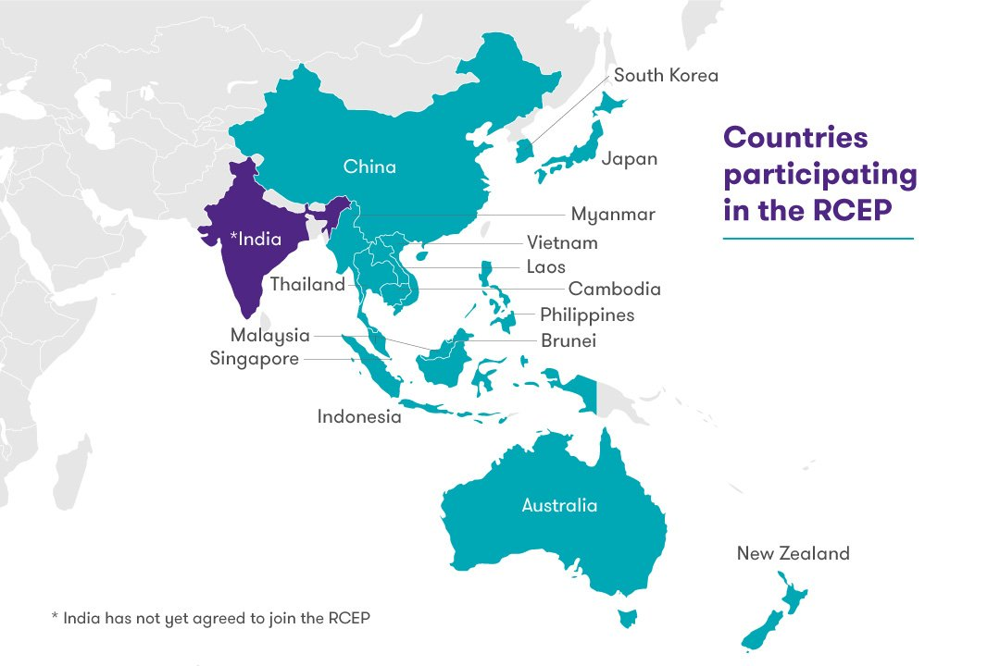 South Korea
Countries
participating
in the RCEP
Japan
China
Myanmar
*India
Vietnam
Laos
Thailand
Cambodia
Philippines
Malaysia
Brunei
Singapore
Indonesia
Australia
New Zealand
* India has not yet agreed to join the RCEP